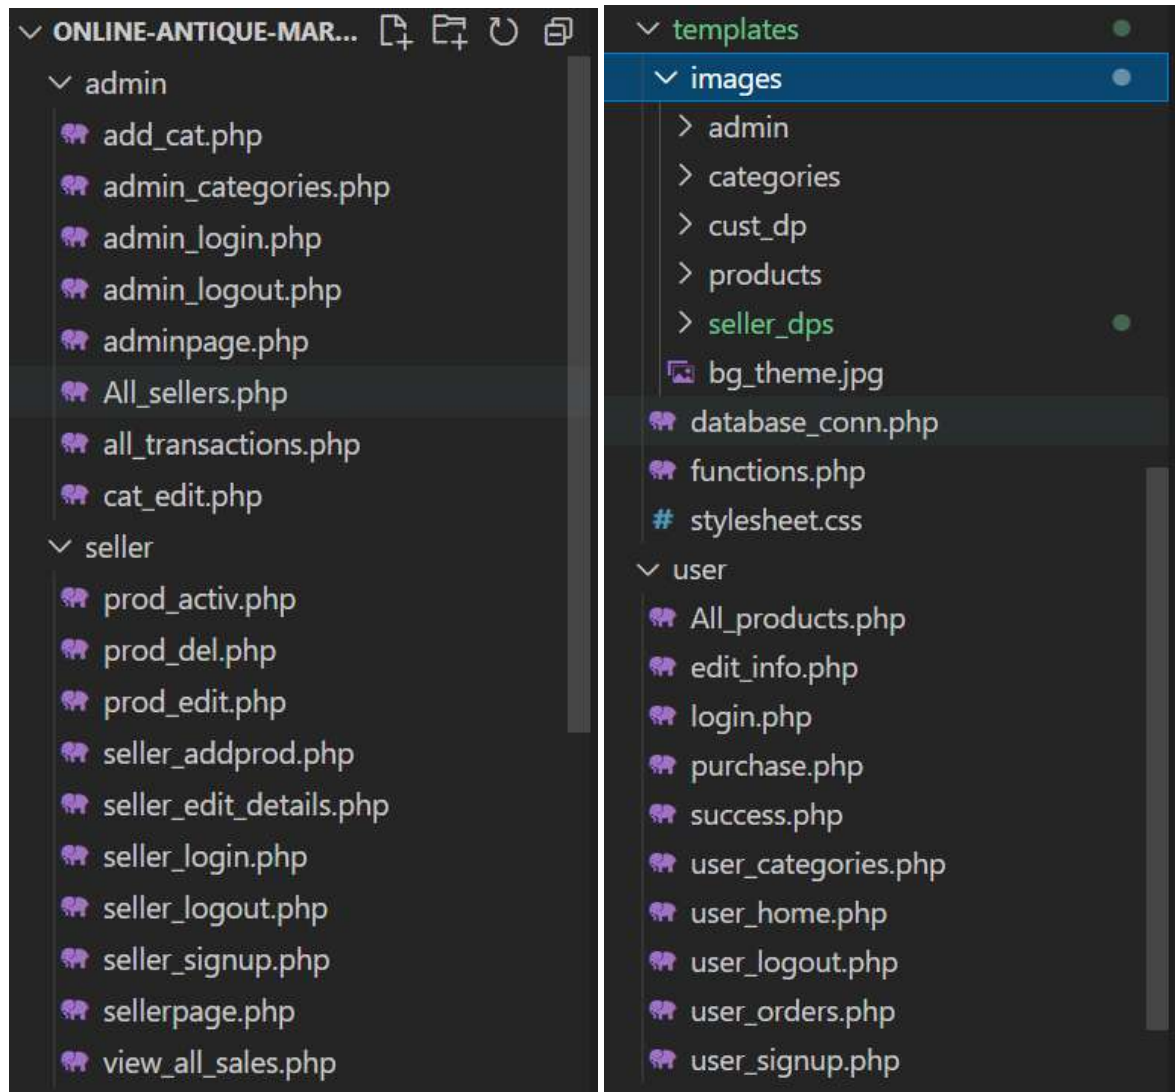 ONLINE-ANTIQUE-MAR...
admin
add_cat.php
admin_categories.php
admin_login.php
admin_logout.php
adminpage.php
All_sellers.php
all_transactions.php
cat_edit.php
seller
prod_activ.php
prod_del.php
prod_edit.php
seller_addprod.php
seller_edit_details.php
seller_login.php
seller_logout.php
seller_signup.php
sellerpage.php
view_all_sales.php
templates
images
admin
categories
cust_dp
products
seller_dps
bg_theme.jpg
database_conn.php
functions.php
# stylesheet.css
user
All_products.php
edit_info.php
login.php
purchase.php
success.php
user_categories.php
user_home.php
user_logout.php
user_orders.php
user_signup.php